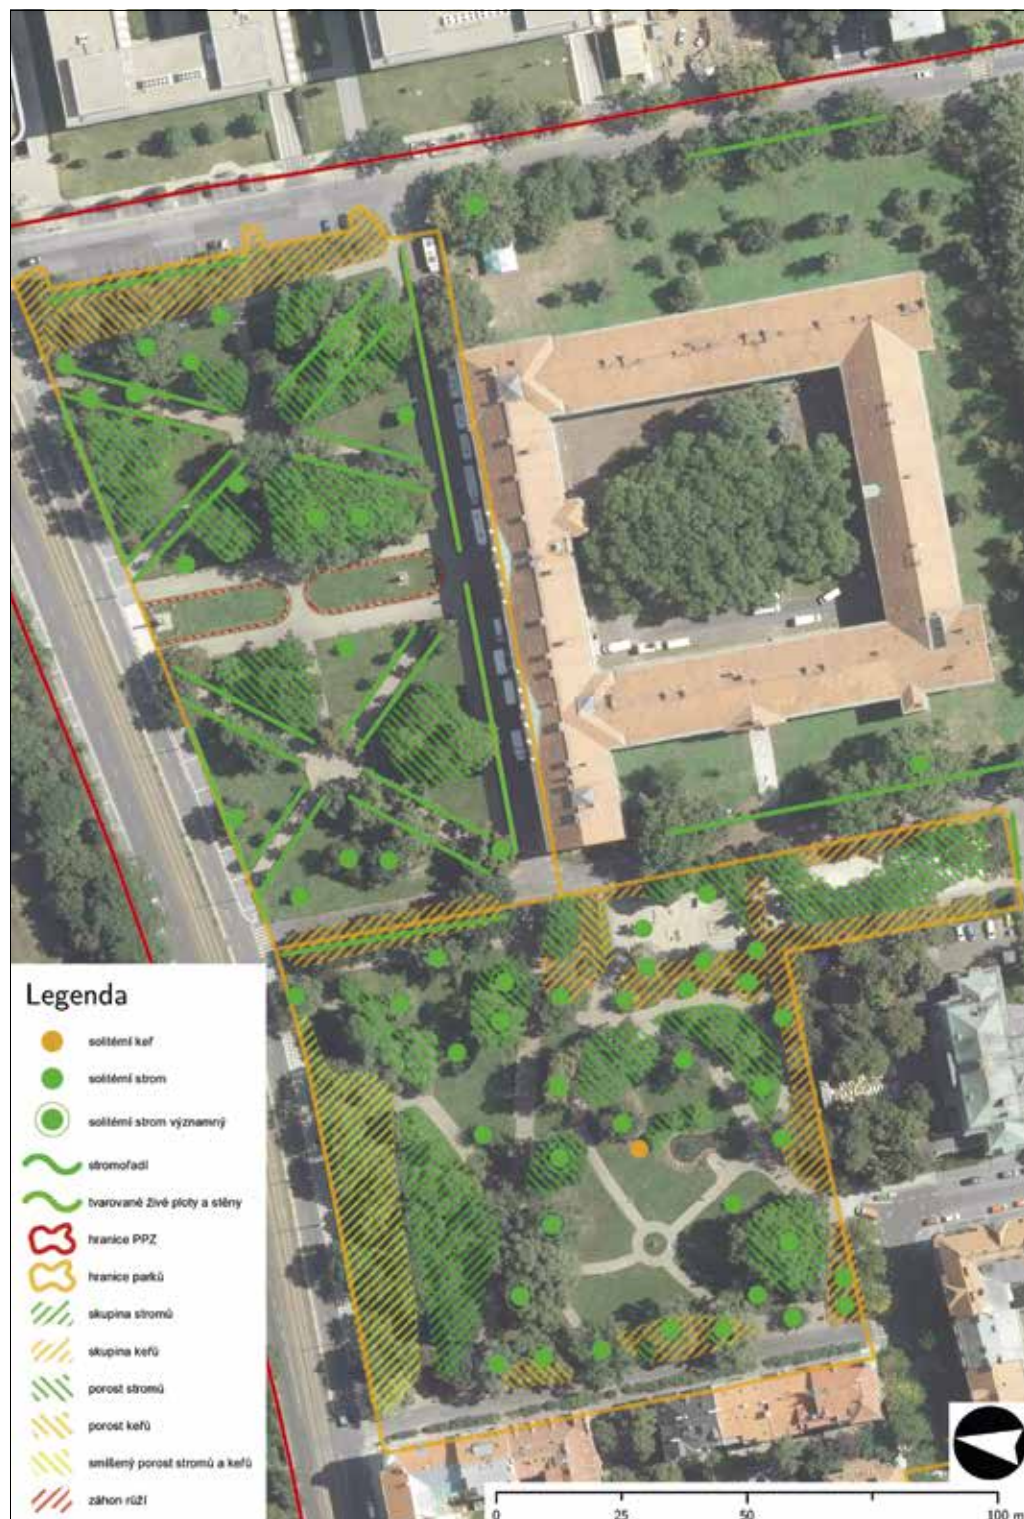 Legenda
solitérní keř
solitérní strom
solitérní strom významný
stromořadí
tvarované živé ploty a stěny
hranice PPZ
hranice parků
skupina stromů
skupina keřů
porost stromů
porost keřů
smíšený porost stromů a keřů
záhon růží
0 25 50 100 m